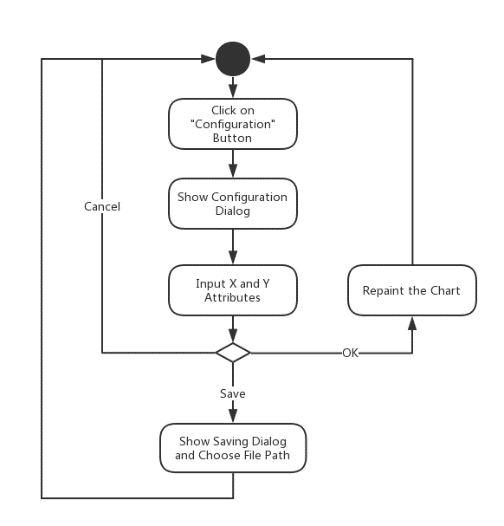 Click on
"Configuration"
Button
Show Configuration
Dialog
Cancel
Input X and Y
Attributes
Repaint the Chart
OK
Save
Show Saving Dialog
and Choose File Path